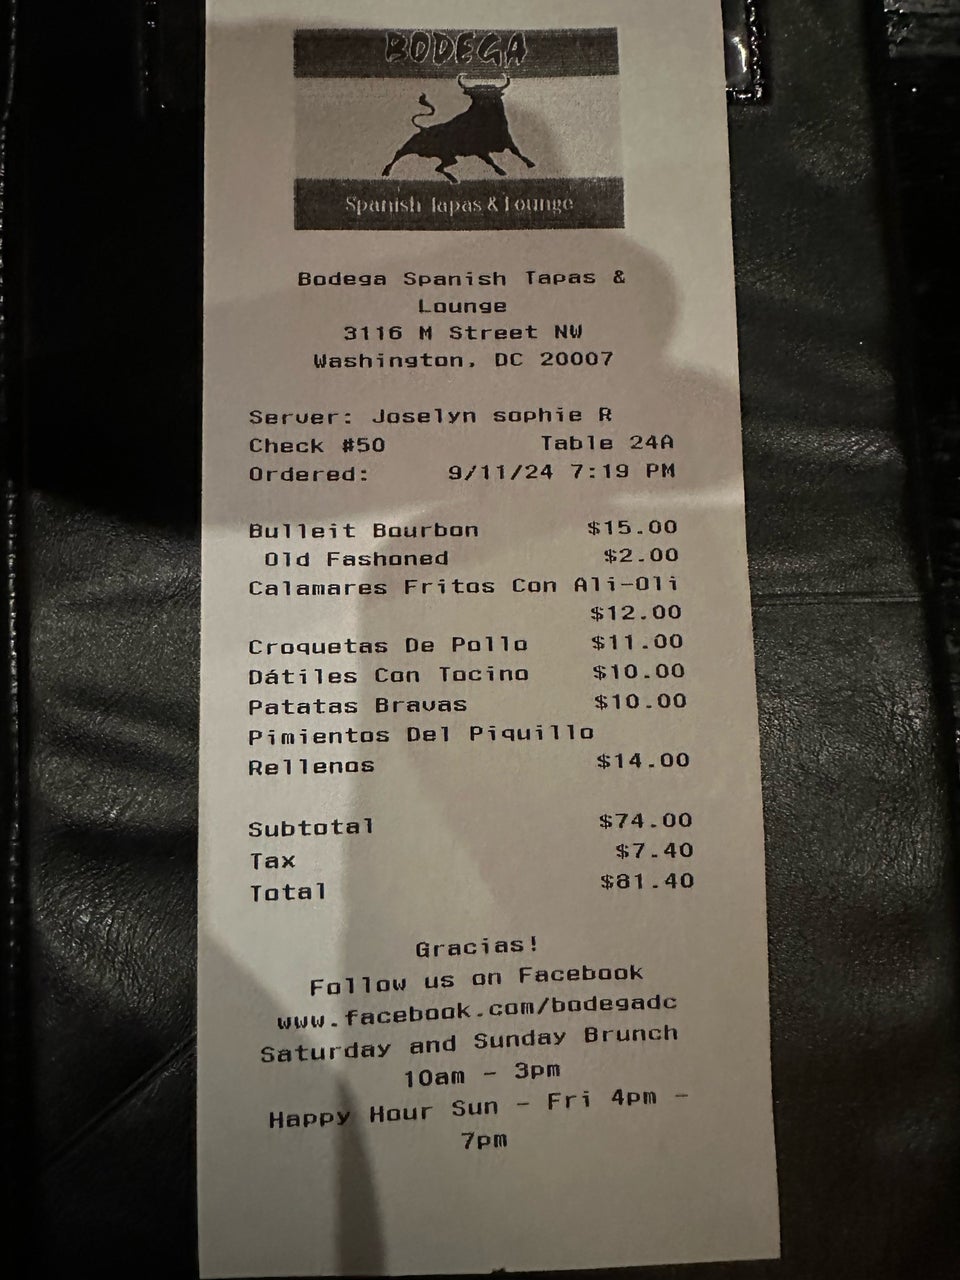 BODEGA
Spanish Tapas & Lounge
Bodega Spanish Tapas &
Lounge
3116 M Street NW
Washington, DC 20007
Server: Joselyn sophie R
Check #50 Table 24A
Ordered: 9/11/24 7:19 PM
Bulleit Bourbon $15.00
Old Fashoned $2.00
Calamares Fritos Con Ali-Oli
$12.00
Croquetas De Pollo $11.00
Dátiles Con Tocino $10.00
Patatas Bravas $10.00
Pimientos Del Piquillo
Rellenos $14.00
Subtotal $74.00
Tax $7.40
Total $81.40
Gracias!
Follow us on Facebook
www.facebook.com/bodegadc
Saturday and Sunday Brunch
10am - 3pm
Happy Hour Sun - Fri 4pm -
7pm